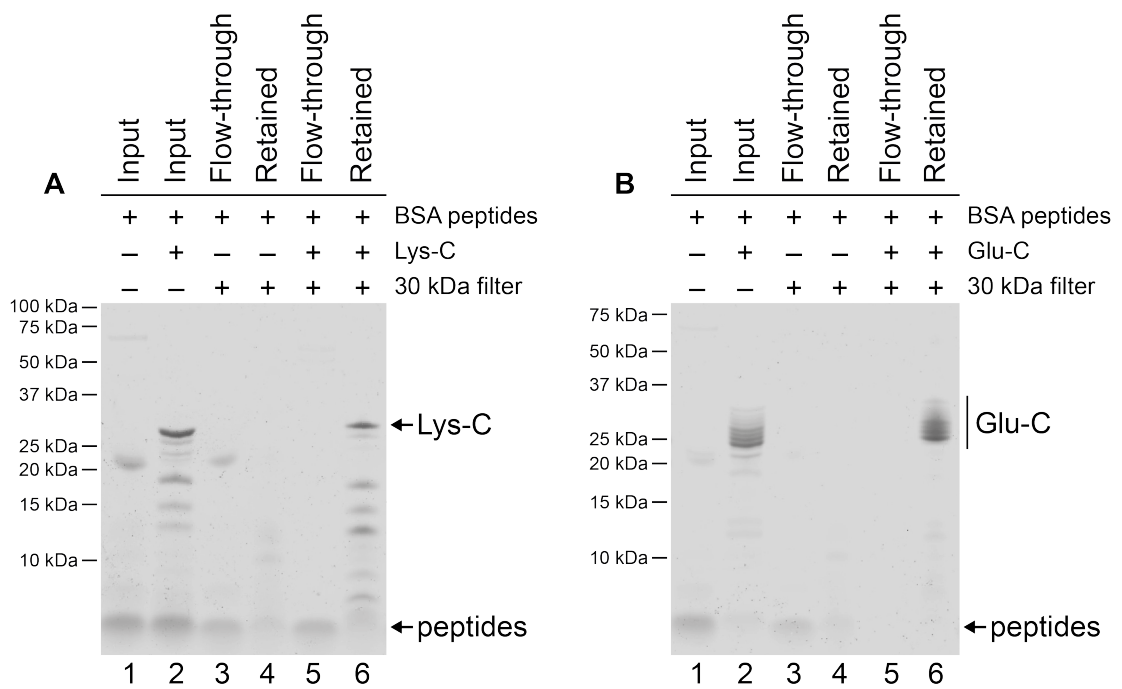 A
Input
Input
Flow-through
Retained
Flow-through
Retained
+ + + + + + BSA peptides
– + – – + + Lys-C
– – + + + + 30 kDa filter
100 kDa
75 kDa
50 kDa
37 kDa
25 kDa
20 kDa
15 kDa
10 kDa
Lys-C
peptides
1 2 3 4 5 6
B
Input
Input
Flow-through
Retained
Flow-through
Retained
+ + + + + + BSA peptides
– + – – + + Glu-C
– – + + + + 30 kDa filter
75 kDa
50 kDa
37 kDa
25 kDa
20 kDa
15 kDa
10 kDa
Glu-C
peptides
1 2 3 4 5 6